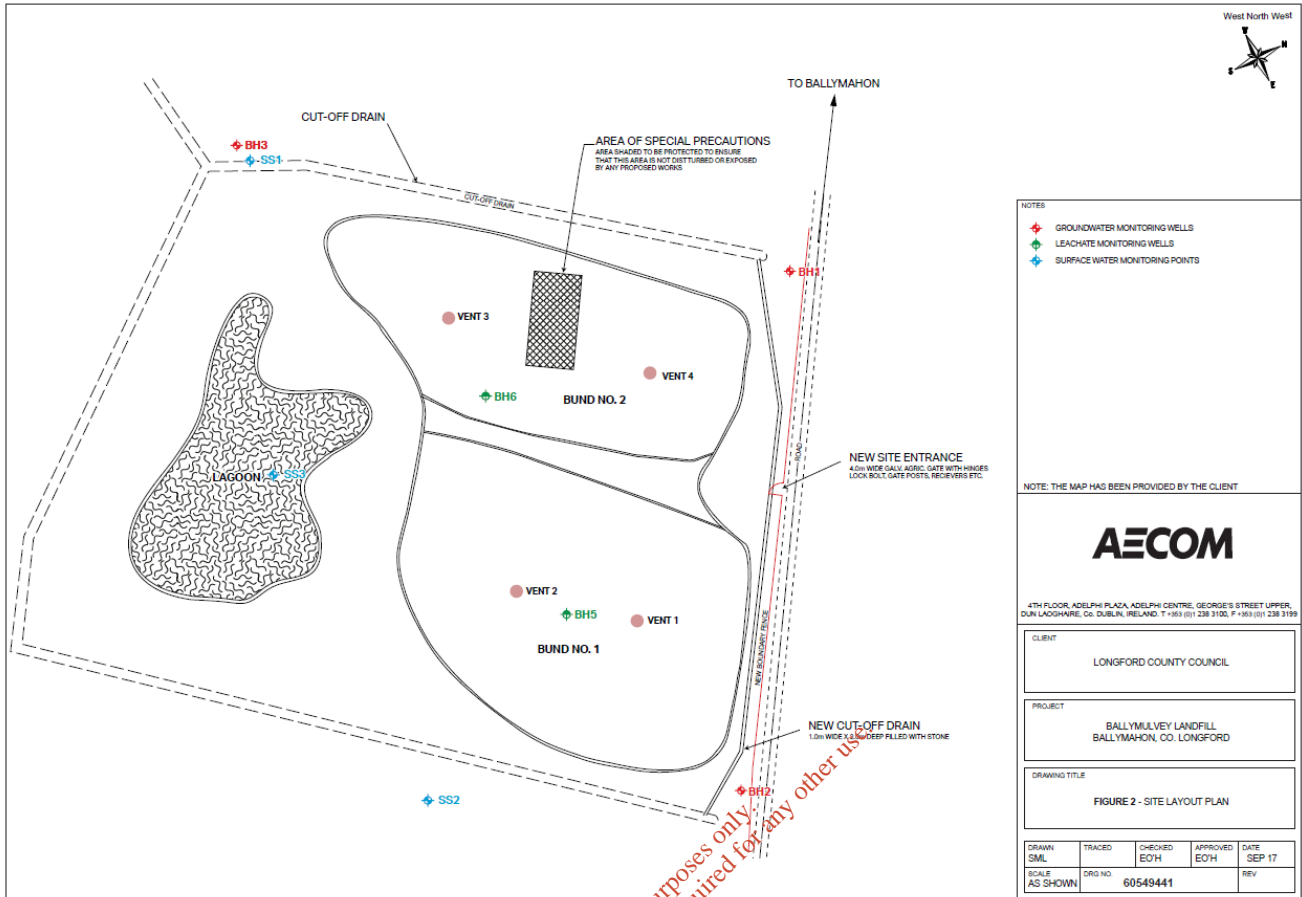 West North West
W
N
S
E
TO BALLYMAHON
CUT-OFF DRAIN
AREA OF SPECIAL PRECAUTIONS
AREA SHADED TO BE PROTECTED TO ENSURE
THAT THIS AREA IS NOT DISTTURBED OR EXPOSED
BY ANY PROPOSED WORKS
BH3
SS1
CUT-OFF DRAIN
BH1
VENT 3
VENT 4
BH6
BUND NO. 2
ROAD
NEW SITE ENTRANCE
4.0m WIDE GALV. AGRIC. GATE WITH HINGES
LOCK BOLT, GATE POSTS, RECIEVERS ETC.
LAGOON
SS3
VENT 2
BH5
VENT 1
BUND NO. 1
NEW BOUNDARY FENCE
NEW CUT-OFF DRAIN
1.0m WIDE X DEEP FILLED WITH STONE
BH2
SS2
rposes only.
uired for any other use.
NOTES
GROUNDWATER MONITORING WELLS
LEACHATE MONITORING WELLS
SURFACE WATER MONITORING POINTS
NOTE: THE MAP HAS BEEN PROVIDED BY THE CLIENT
AECOM
4TH FLOOR, ADELPHI PLAZA, ADELPHI CENTRE, GEORGE'S STREET UPPER,
DUN LAOGHAIRE, Co. DUBLIN, IRELAND. T +353 (0)1 238 3100, F +353 (0)1 238 3199
CLIENT
LONGFORD COUNTY COUNCIL
PROJECT
BALLYMULVEY LANDFILL
BALLYMAHON, CO. LONGFORD
DRAWING TITLE
FIGURE 2 - SITE LAYOUT PLAN
DRAWN
SML
TRACED
CHECKED
EO'H
APPROVED
EO'H
DATE
SEP 17
SCALE
AS SHOWN
DRG NO.
60549441
REV